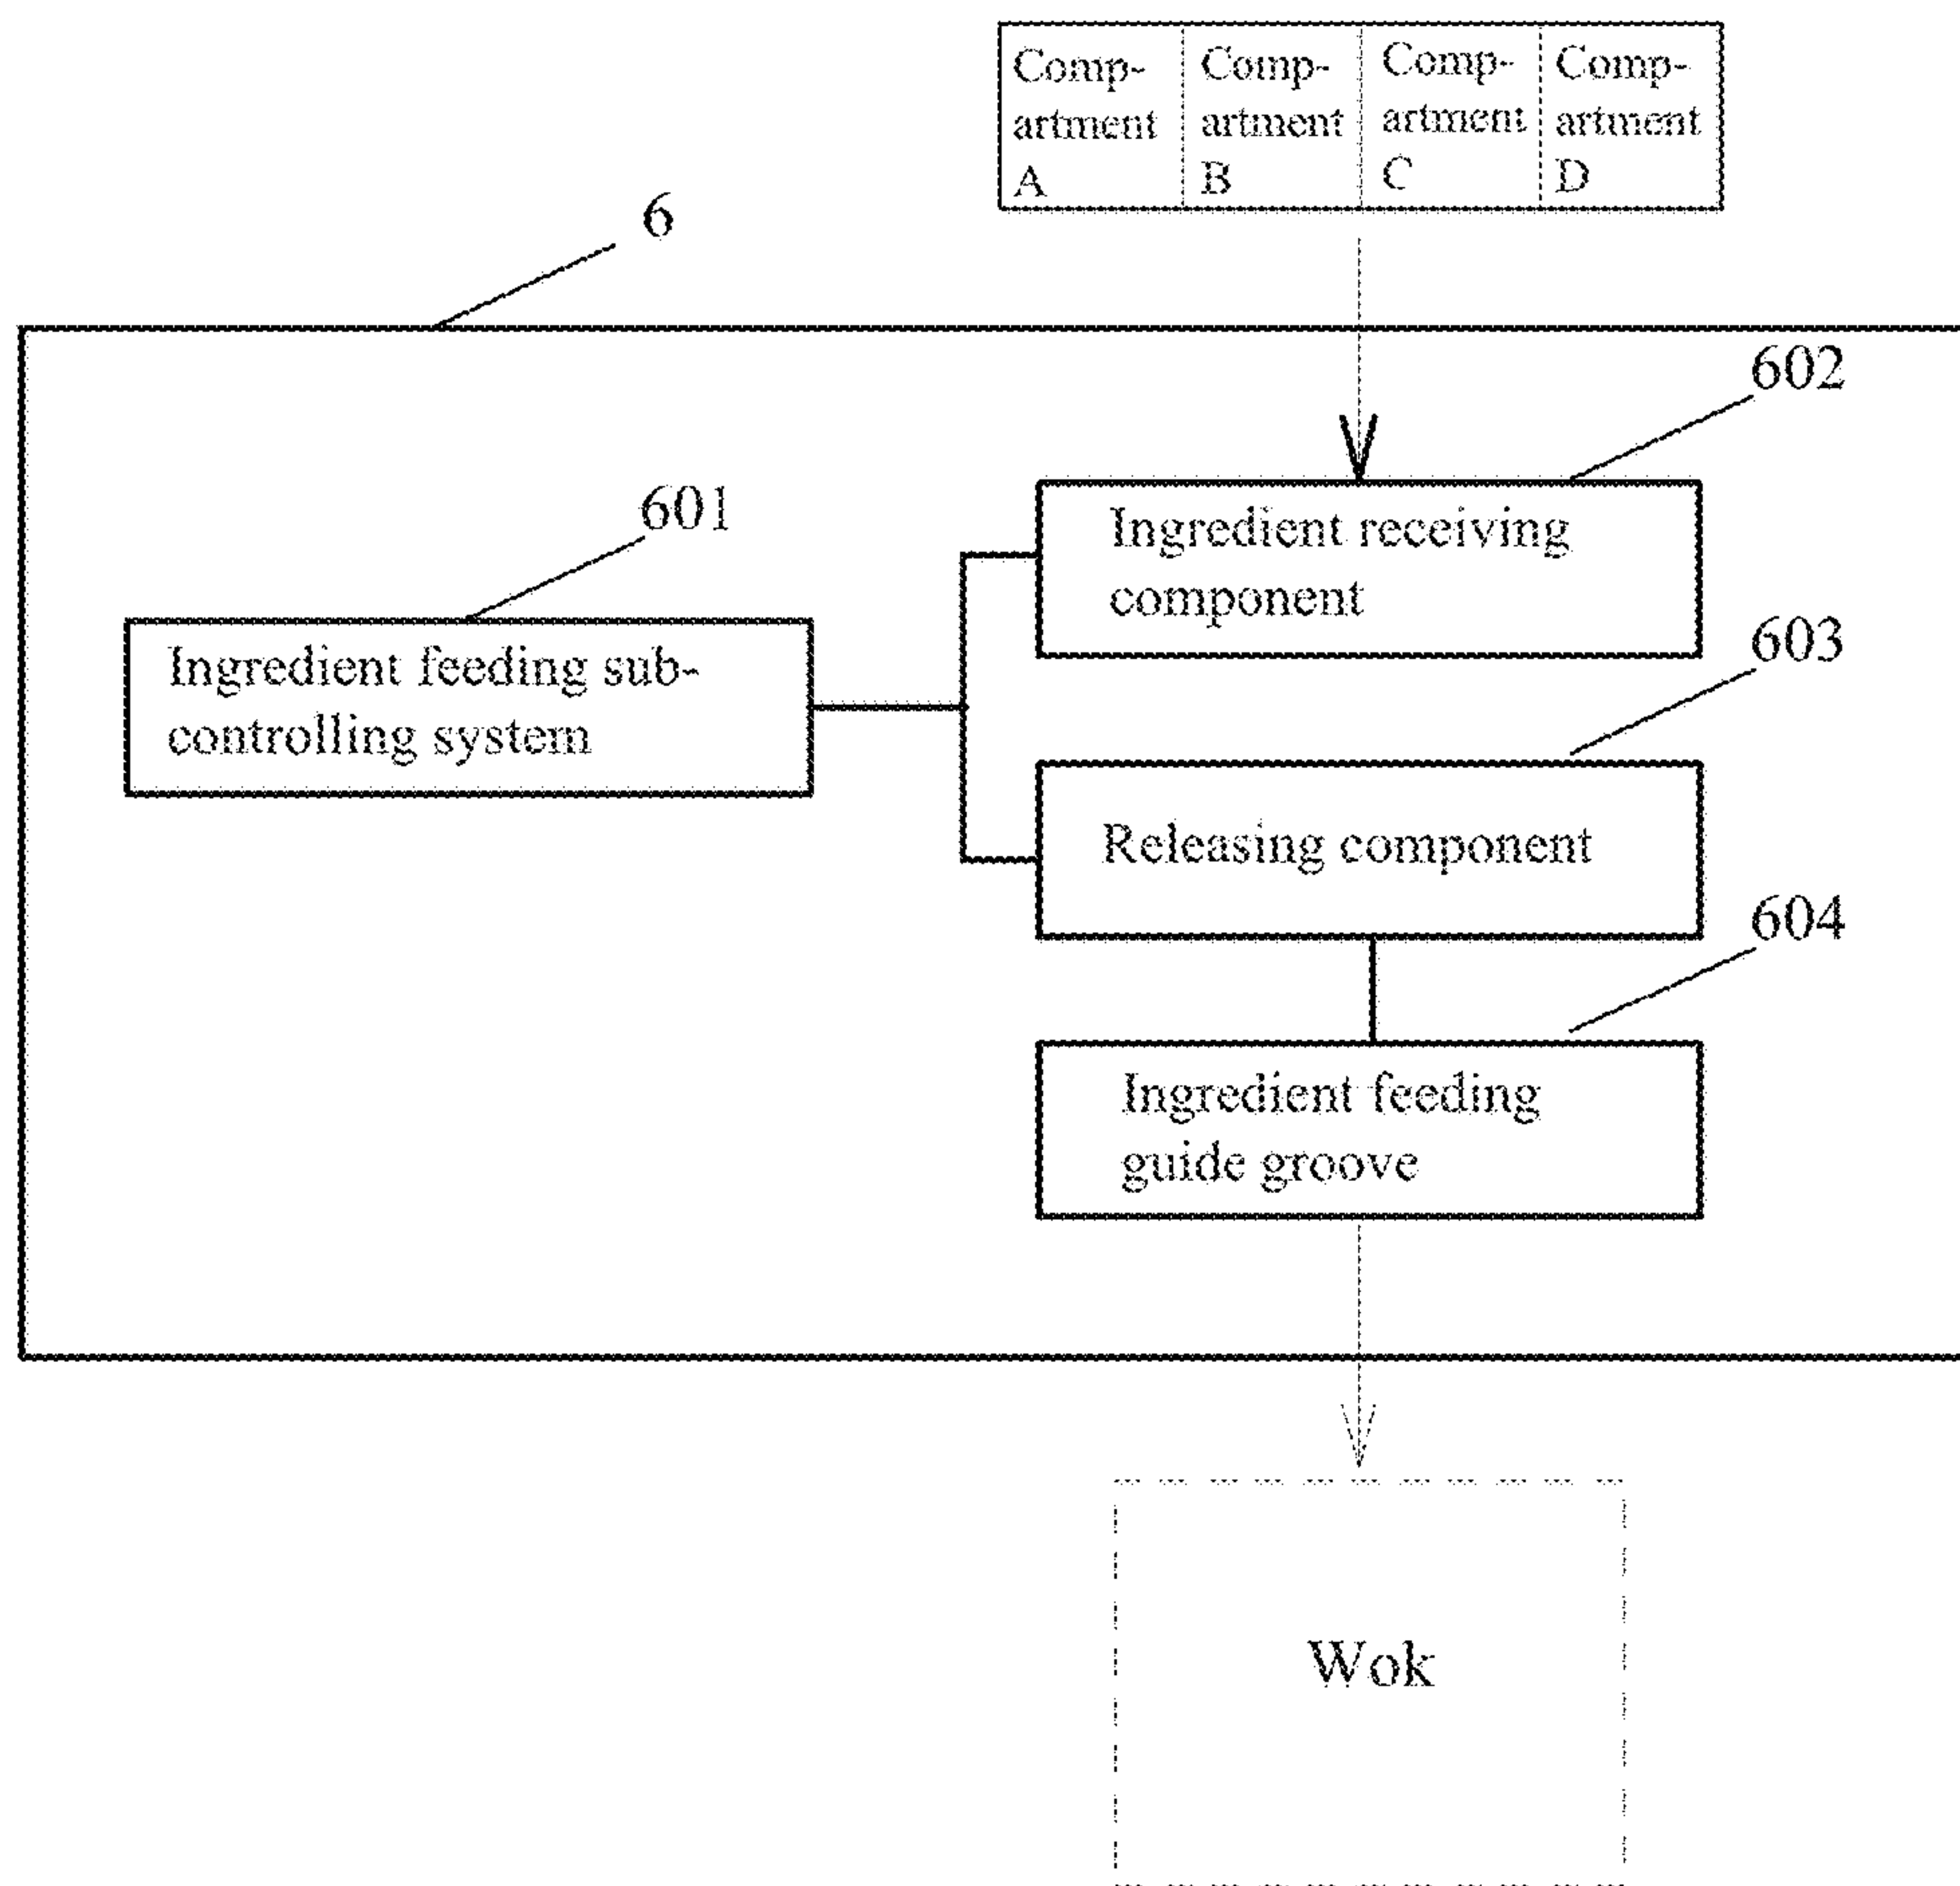 Comp-
artment
A
Comp-
artment
B
Comp-
artment
C
Comp-
artment
D
6
602
Ingredient receiving
component
601
Ingredient feeding sub-
controlling system
603
Releasing component
604
Ingredient feeding
guide groove
Wok